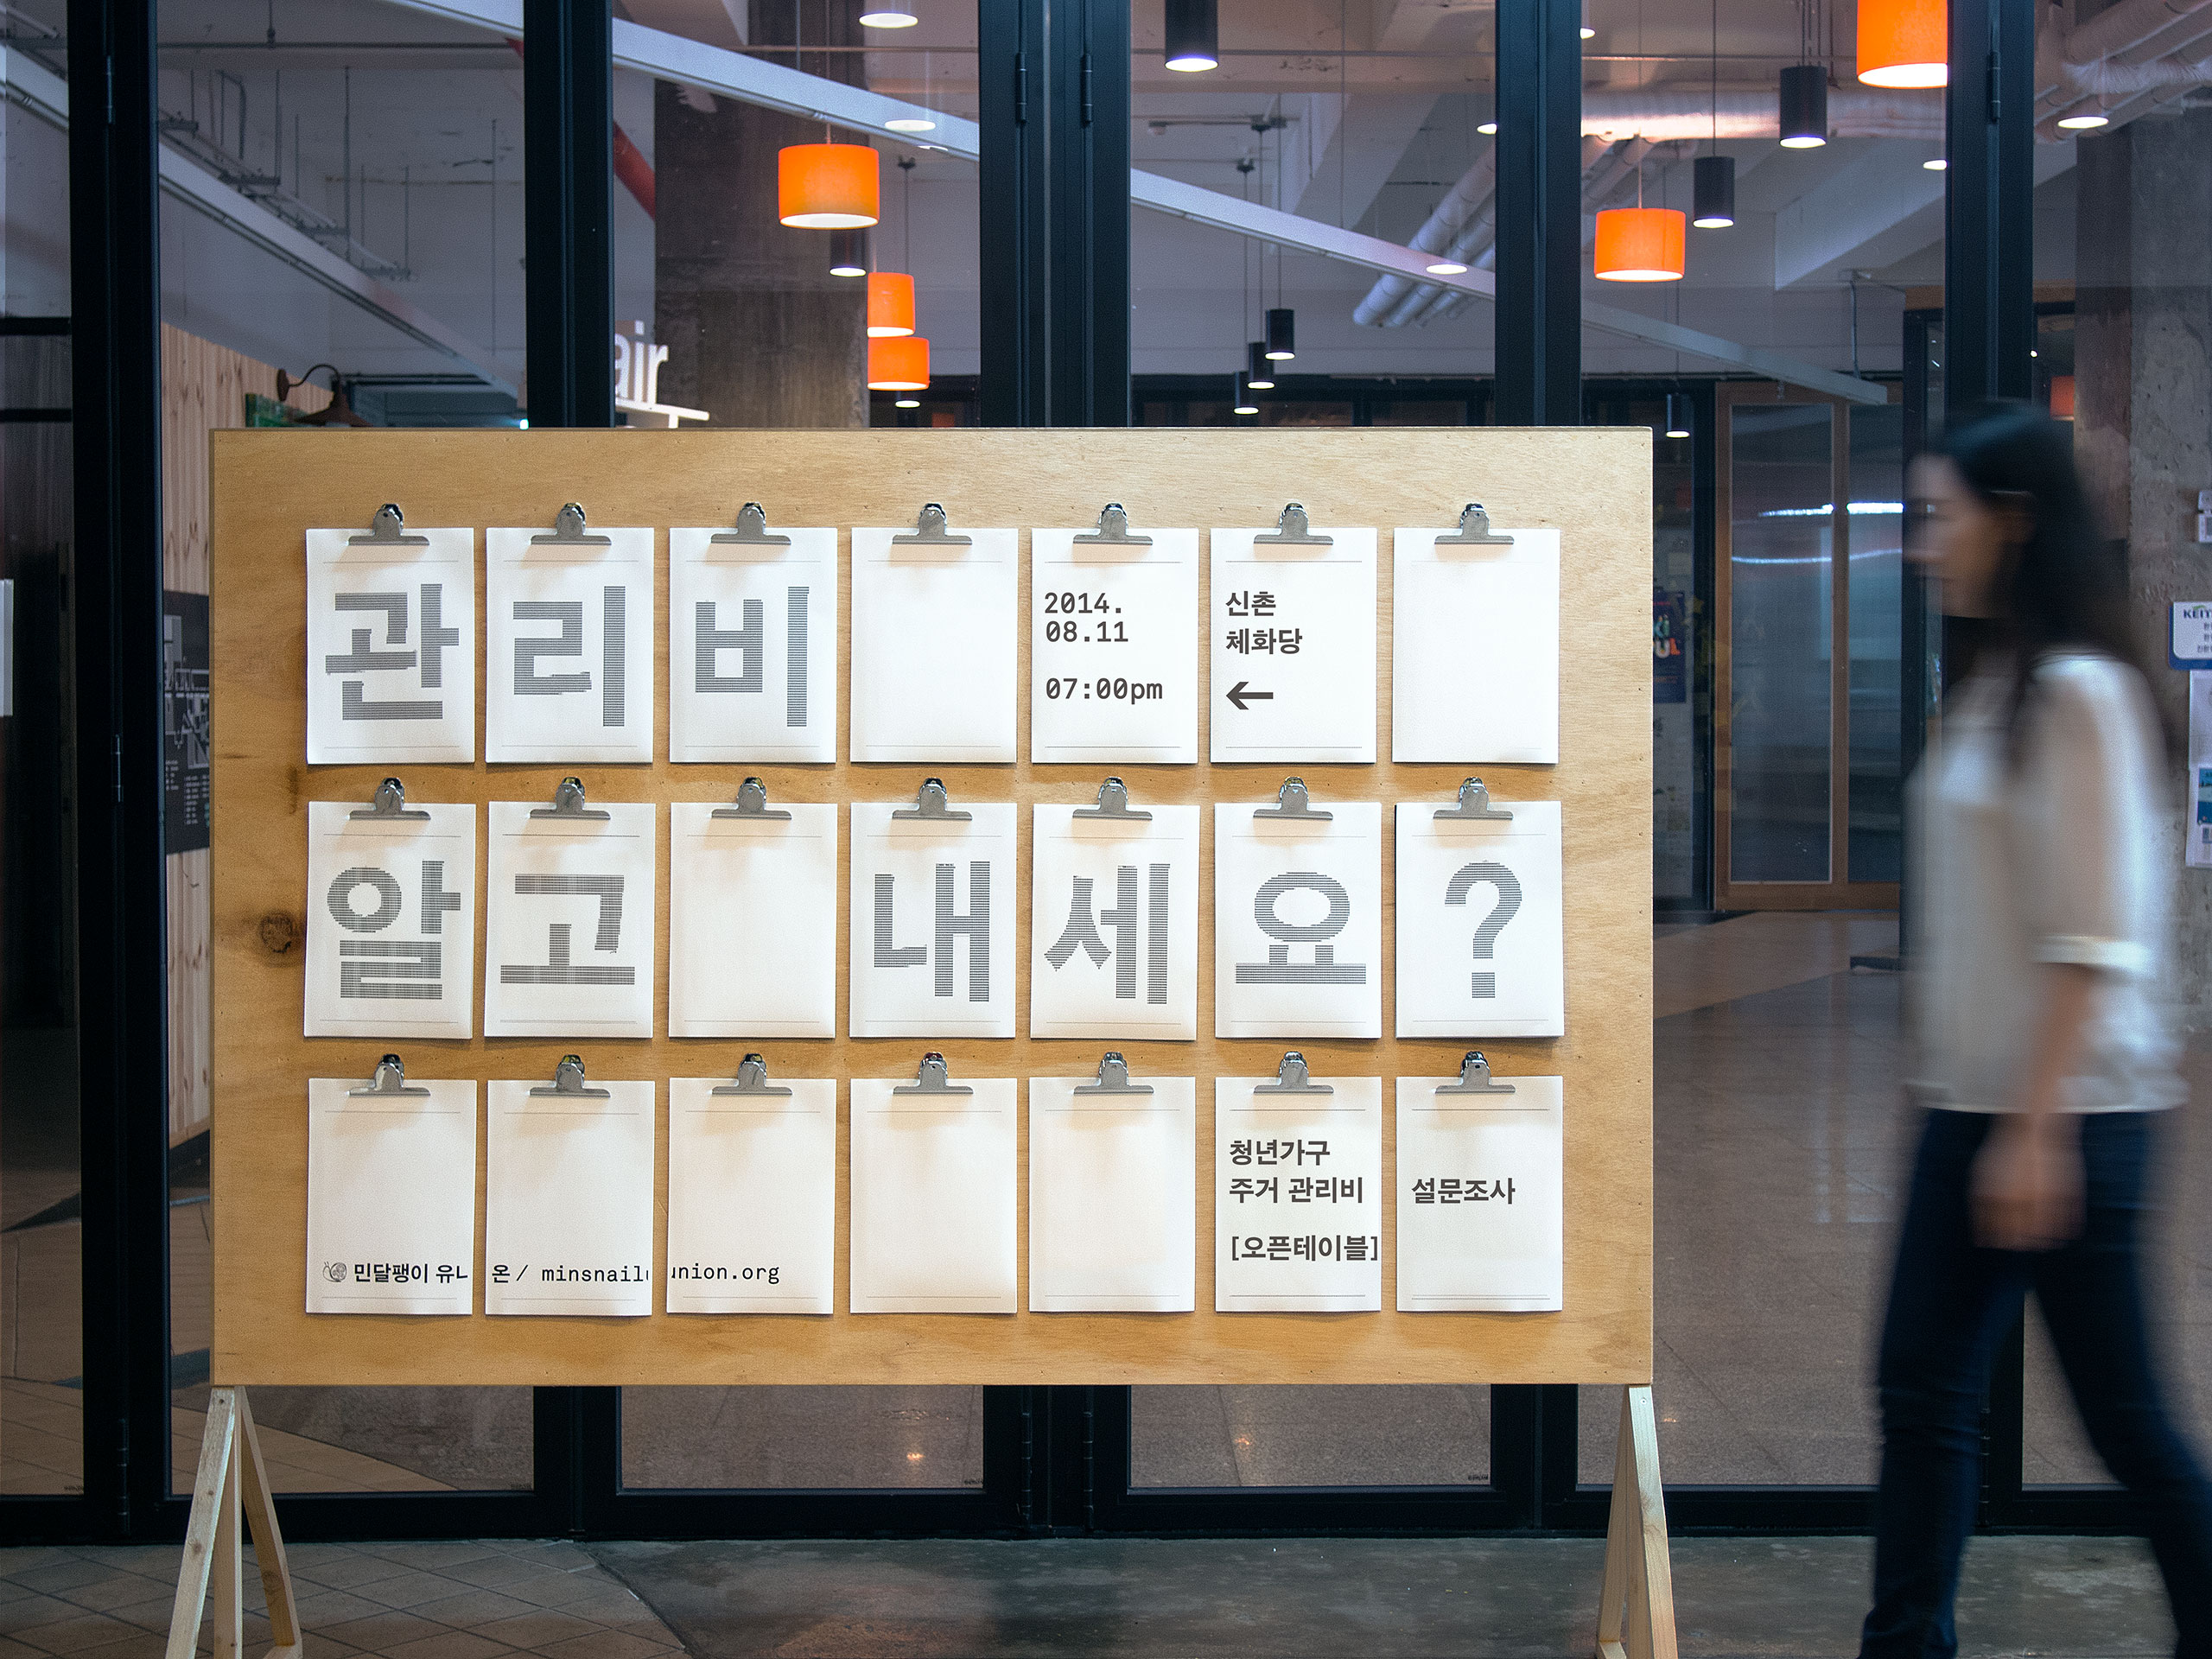 관리비
2014.
08.11
07:00pm
신촌
체화당
←
알고 내세요?
청년가구
주거 관리비
[오픈테이블]
설문조사
민달팽이 유니온 / minsnailunion.org
air
KEIT